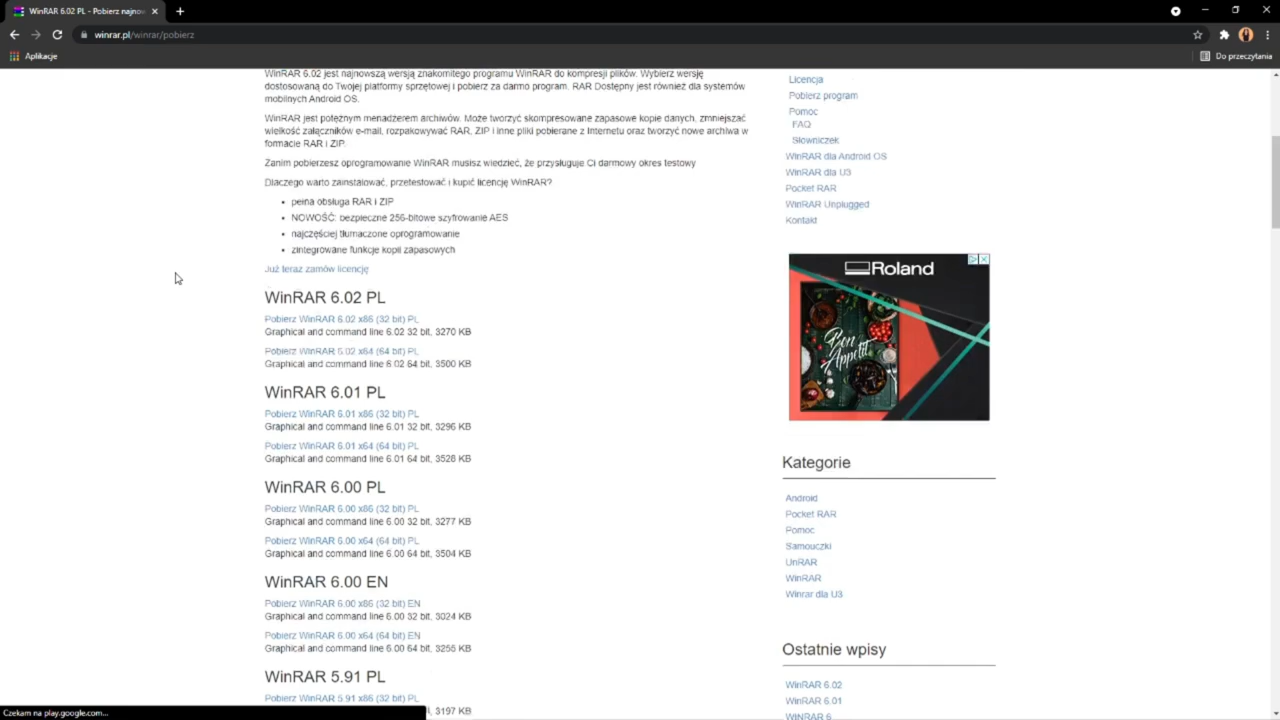 WinRAR 6.02 PL - Pobierz najnow
winrar.pl/winrar/pobierz
Aplikacje
Do przeczytania
WinRAR 6.02 jest najnowszą wersją znakomitego programu WinRAR do kompresji plików. Wybierz wersję
dostosowaną do Twojej platformy sprzętowej i pobierz za darmo program. RAR Dostępny jest również dla systemów
mobilnych Android OS.
WinRAR jest potężnym menadżerem archiwów. Może tworzyć skompresowane zapasowe kopie danych, zmniejszać
wielkość załączników e-mail, rozpakowywać RAR, ZIP i inne pliki pobierane z Internetu oraz tworzyć nowe archiwa w
formacie RAR i ZIP.
Zanim pobierzesz oprogramowanie WinRAR musisz wiedzieć, że przysługuje Ci darmowy okres testowy
Dlaczego warto zainstalować, przetestować i kupić licencję WinRAR?
• pełna obsługa RAR i ZIP
• NOWOŚĆ: bezpieczne 256-bitowe szyfrowanie AES
• najczęściej tłumaczone oprogramowanie
• zintegrowane funkcje kopii zapasowych
Już teraz zamów licencję
WinRAR 6.02 PL
Pobierz WinRAR 6.02 x86 (32 bit) PL
Graphical and command line 6.02 32 bit, 3270 KB
Pobierz WinRAR 6.02 x64 (64 bit) PL
Graphical and command line 6.02 64 bit, 3500 KB
WinRAR 6.01 PL
Pobierz WinRAR 6.01 x86 (32 bit) PL
Graphical and command line 6.01 32 bit, 3296 KB
Pobierz WinRAR 6.01 x64 (64 bit) PL
Graphical and command line 6.01 64 bit, 3528 KB
WinRAR 6.00 PL
Pobierz WinRAR 6.00 x86 (32 bit) PL
Graphical and command line 6.00 32 bit, 3277 KB
Pobierz WinRAR 6.00 x64 (64 bit) PL
Graphical and command line 6.00 64 bit, 3504 KB
WinRAR 6.00 EN
Pobierz WinRAR 6.00 x86 (32 bit) EN
Graphical and command line 6.00 32 bit, 3024 KB
Pobierz WinRAR 6.00 x64 (64 bit) EN
Graphical and command line 6.00 64 bit, 3255 KB
WinRAR 5.91 PL
Pobierz WinRAR 5.91 x86 (32 bit) PL
3197 KB
Czekam na play.google.com...
Licencja
Pobierz program
Pomoc
FAQ
Słowniczek
WinRAR dla Android OS
WinRAR dla U3
Pocket RAR
WinRAR Unplugged
Kontakt
Roland
Bon Appetit
Kategorie
Android
Pocket RAR
Pomoc
Samouczki
UnRAR
WinRAR
Winrar dla U3
Ostatnie wpisy
WinRAR 6.02
WinRAR 6.01
WinRAR 6...